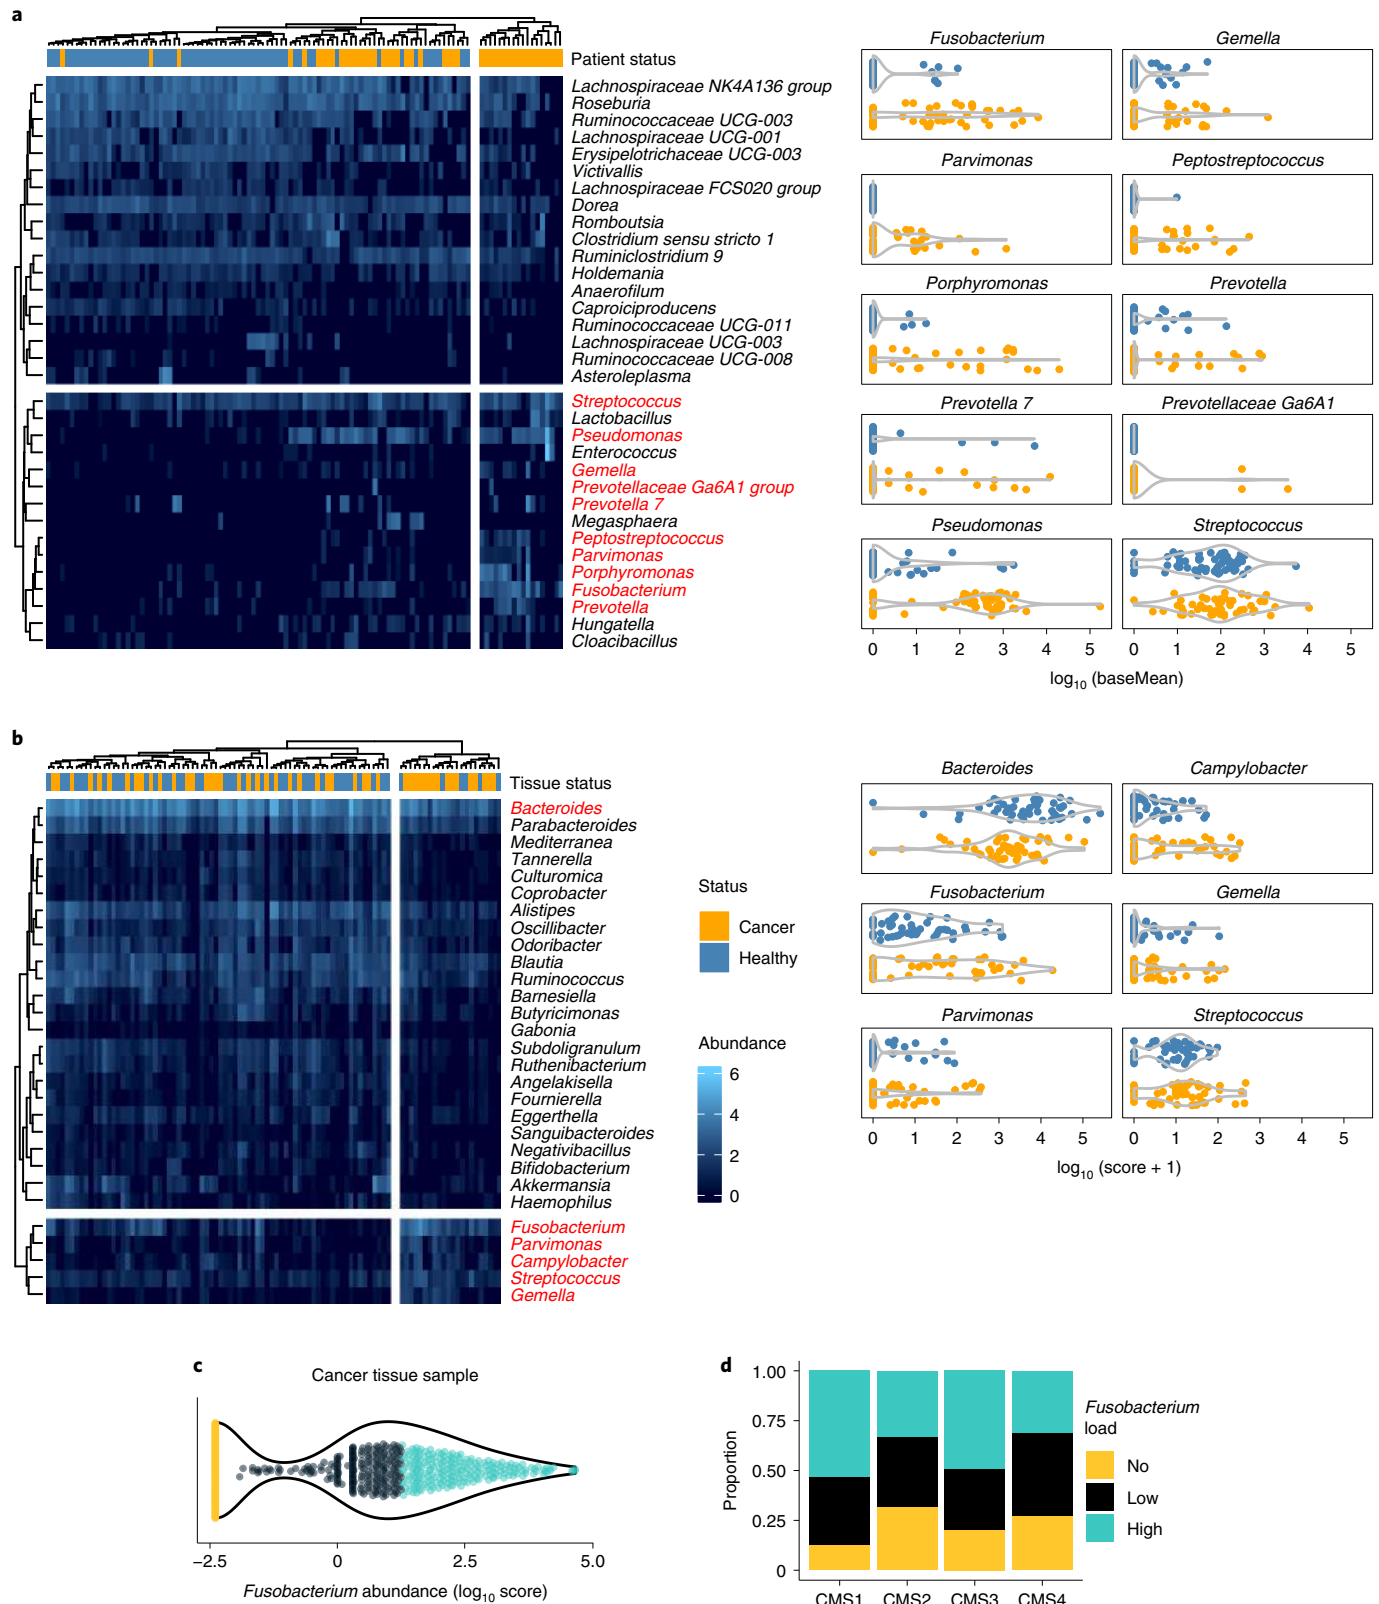 a
Patient status
Lachnospiraceae NK4A136 group
Roseburia
Ruminococcaceae UCG-003
Lachnospiraceae UCG-001
Erysipelotrichaceae UCG-003
Victivallis
Lachnospiraceae FCS020 group
Dorea
Romboutsia
Clostridium sensu stricto 1
Ruminiclostridium 9
Holdemania
Anaerofilum
Caproiciproducens
Ruminococcaceae UCG-011
Lachnospiraceae UCG-003
Ruminococcaceae UCG-008
Asteroleplasma
Streptococcus
Lactobacillus
Pseudomonas
Enterococcus
Gemella
Prevotellaceae Ga6A1 group
Prevotella 7
Megasphaera
Peptostreptococcus
Parvimonas
Porphyromonas
Fusobacterium
Prevotella
Hungatella
Cloacibacillus
Fusobacterium Gemella
Parvimonas Peptostreptococcus
Porphyromonas Prevotella
Prevotella 7 Prevotellaceae Ga6A1
Pseudomonas Streptococcus
0 1 2 3 4 5 0 1 2 3 4 5
log10 (baseMean)
b
Tissue status
Bacteroides
Parabacteroides
Mediterranea
Tannerella
Culturomica
Coprobacter
Alistipes
Oscillibacter
Odoribacter
Blautia
Ruminococcus
Barnesiella
Butyricimonas
Gabonia
Subdoligranulum
Ruthenibacterium
Angelakisella
Fournierella
Eggerthella
Sanguibacteroides
Negativibacillus
Bifidobacterium
Akkermansia
Haemophilus
Fusobacterium
Parvimonas
Campylobacter
Streptococcus
Gemella
Status
Cancer
Healthy
Abundance
6
4
2
0
Bacteroides Campylobacter
Fusobacterium Gemella
Parvimonas Streptococcus
0 1 2 3 4 5 0 1 2 3 4 5
log10 (score + 1)
c
Cancer tissue sample
−2.5 0 2.5 5.0
Fusobacterium abundance (log10 score)
d
Proportion
1.00
0.75
0.50
0.25
0
CMS1 CMS2 CMS3 CMS4
Fusobacterium
load
No
Low
High